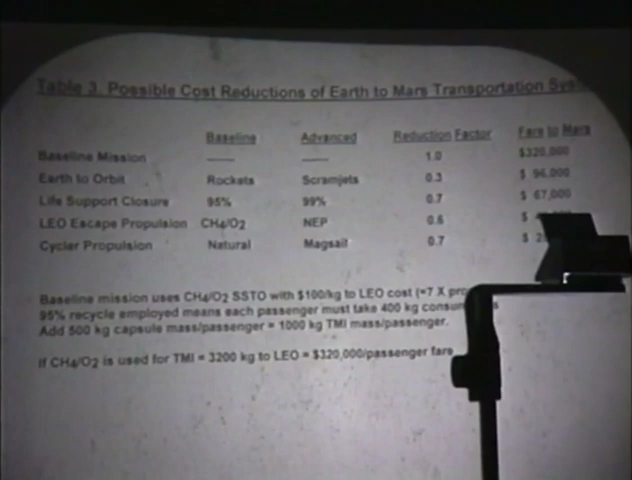 Table 3. Possible Cost Reductions of Earth to Mars Transportation
Baseline Advanced Reduction Factor Fare to Mars
Baseline Mission —— —— 1.0 $320,000
Earth to Orbit Rockets Scramjets 0.3 $ 96,000
Life Support Closure 95% 99% 0.7 $ 67,000
LEO Escape Propulsion CH4/O2 NEP 0.6 $
Cycler Propulsion Natural Magsail 0.7 $
Baseline mission uses CH4/O2 SSTO with $100/kg to LEO cost (≈7 X
95% recycle employed means each passenger must take 400 kg
Add 500 kg capsule mass/passenger = 1000 kg TMI mass/passenger.
If CH4/O2 is used for TMI = 3200 kg to LEO = $320,000/passenger fare